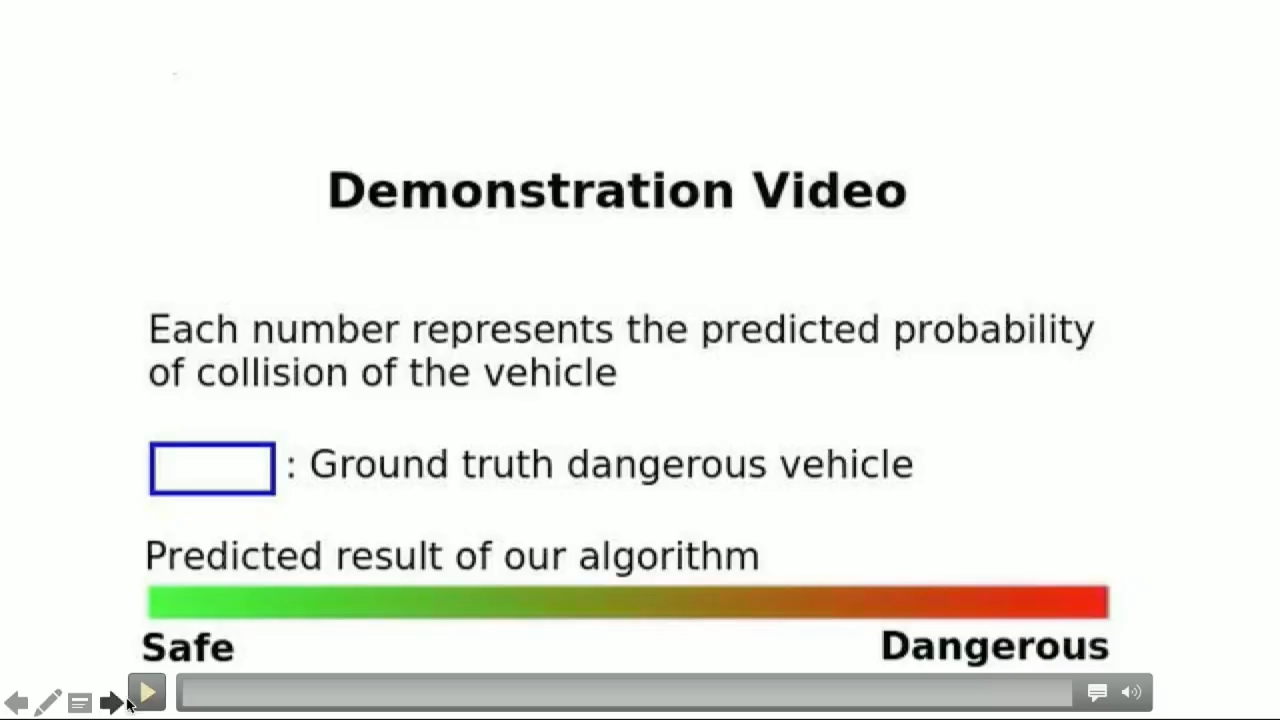 Demonstration Video
Each number represents the predicted probability
of collision of the vehicle
: Ground truth dangerous vehicle
Predicted result of our algorithm
Safe
Dangerous